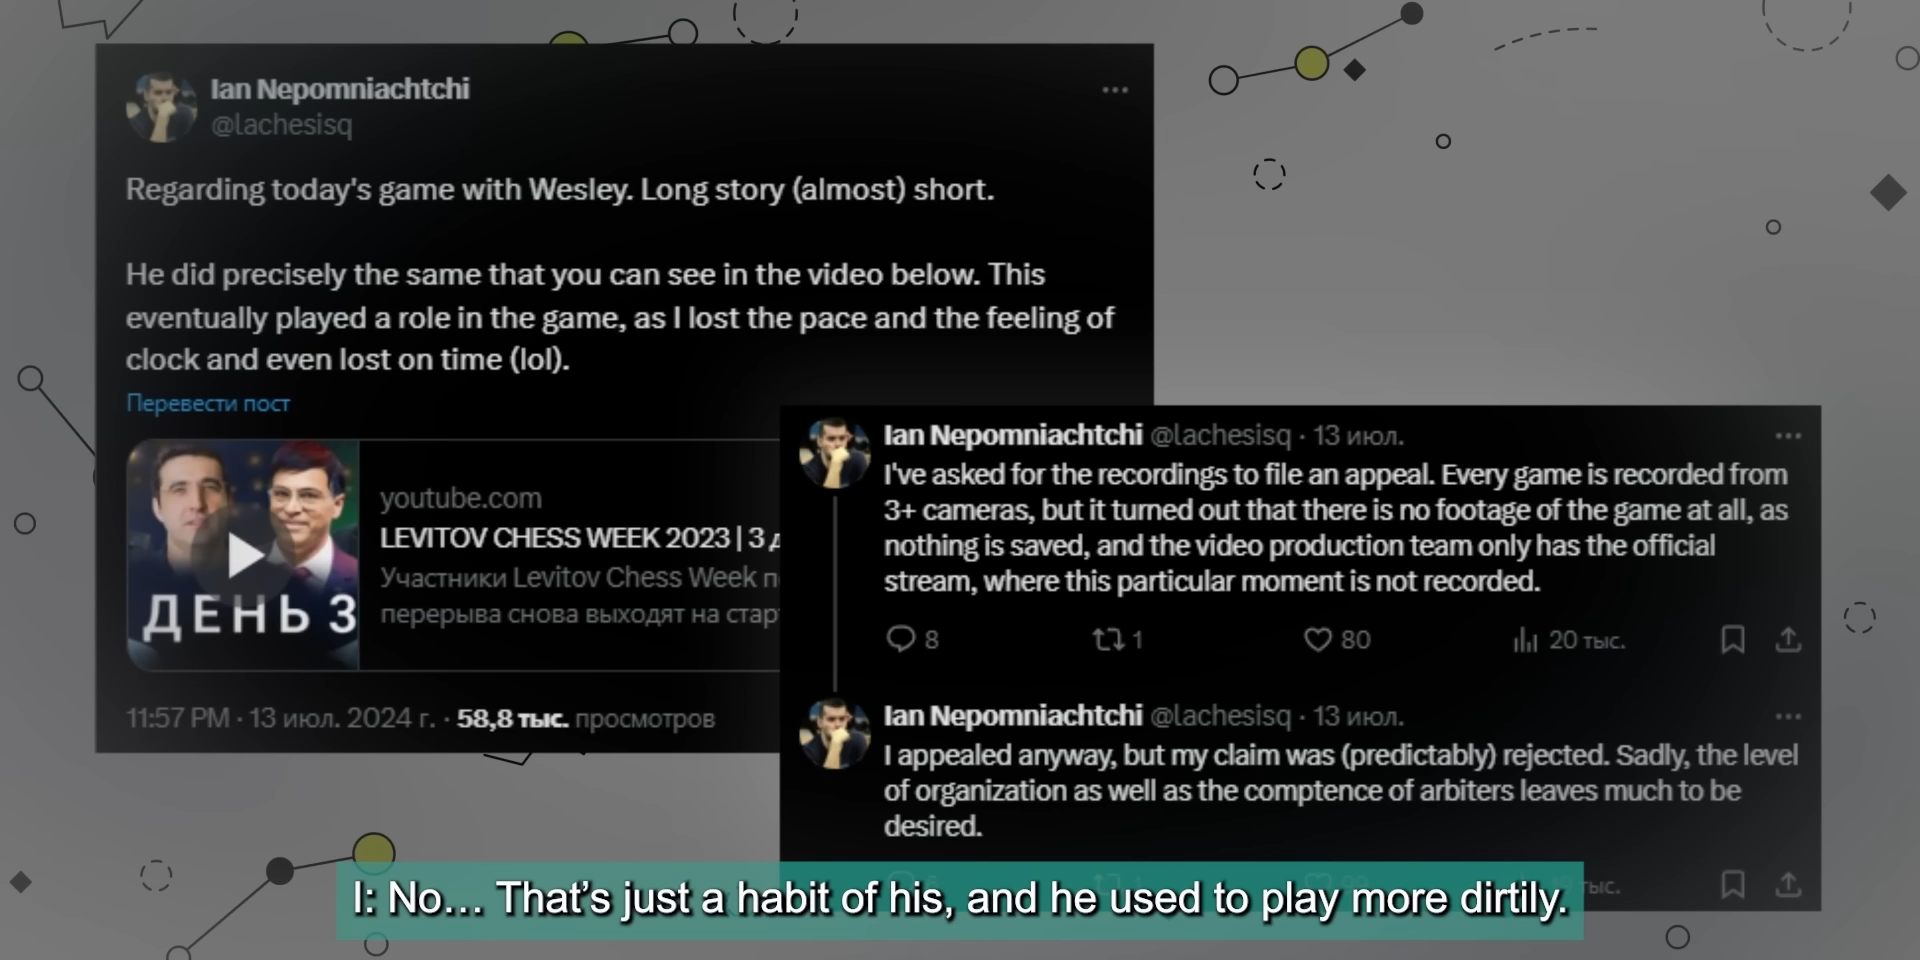 Ian Nepomniachtchi
@lachesisq
Regarding today's game with Wesley. Long story (almost) short.
He did precisely the same that you can see in the video below. This
eventually played a role in the game, as I lost the pace and the feeling of
clock and even lost on time (lol).
Перевести пост
ДЕНЬ 3
youtube.com
LEVITOV CHESS WEEK 2023 | 3
Участники Levitov Chess Week
перерыва снова выходят на
11:57 PM · 13 июл. 2024 г. · 58,8 тыс. просмотров
Ian Nepomniachtchi @lachesisq · 13 июл.
I've asked for the recordings to file an appeal. Every game is recorded from
3+ cameras, but it turned out that there is no footage of the game at all, as
nothing is saved, and the video production team only has the official
stream, where this particular moment is not recorded.
8 1 80 20 тыс.
Ian Nepomniachtchi @lachesisq · 13 июл.
I appealed anyway, but my claim was (predictably) rejected. Sadly, the level
of organization as well as the comptence of arbiters leaves much to be
desired.
тыс.
I: No... That's just a habit of his, and he used to play more dirtily.